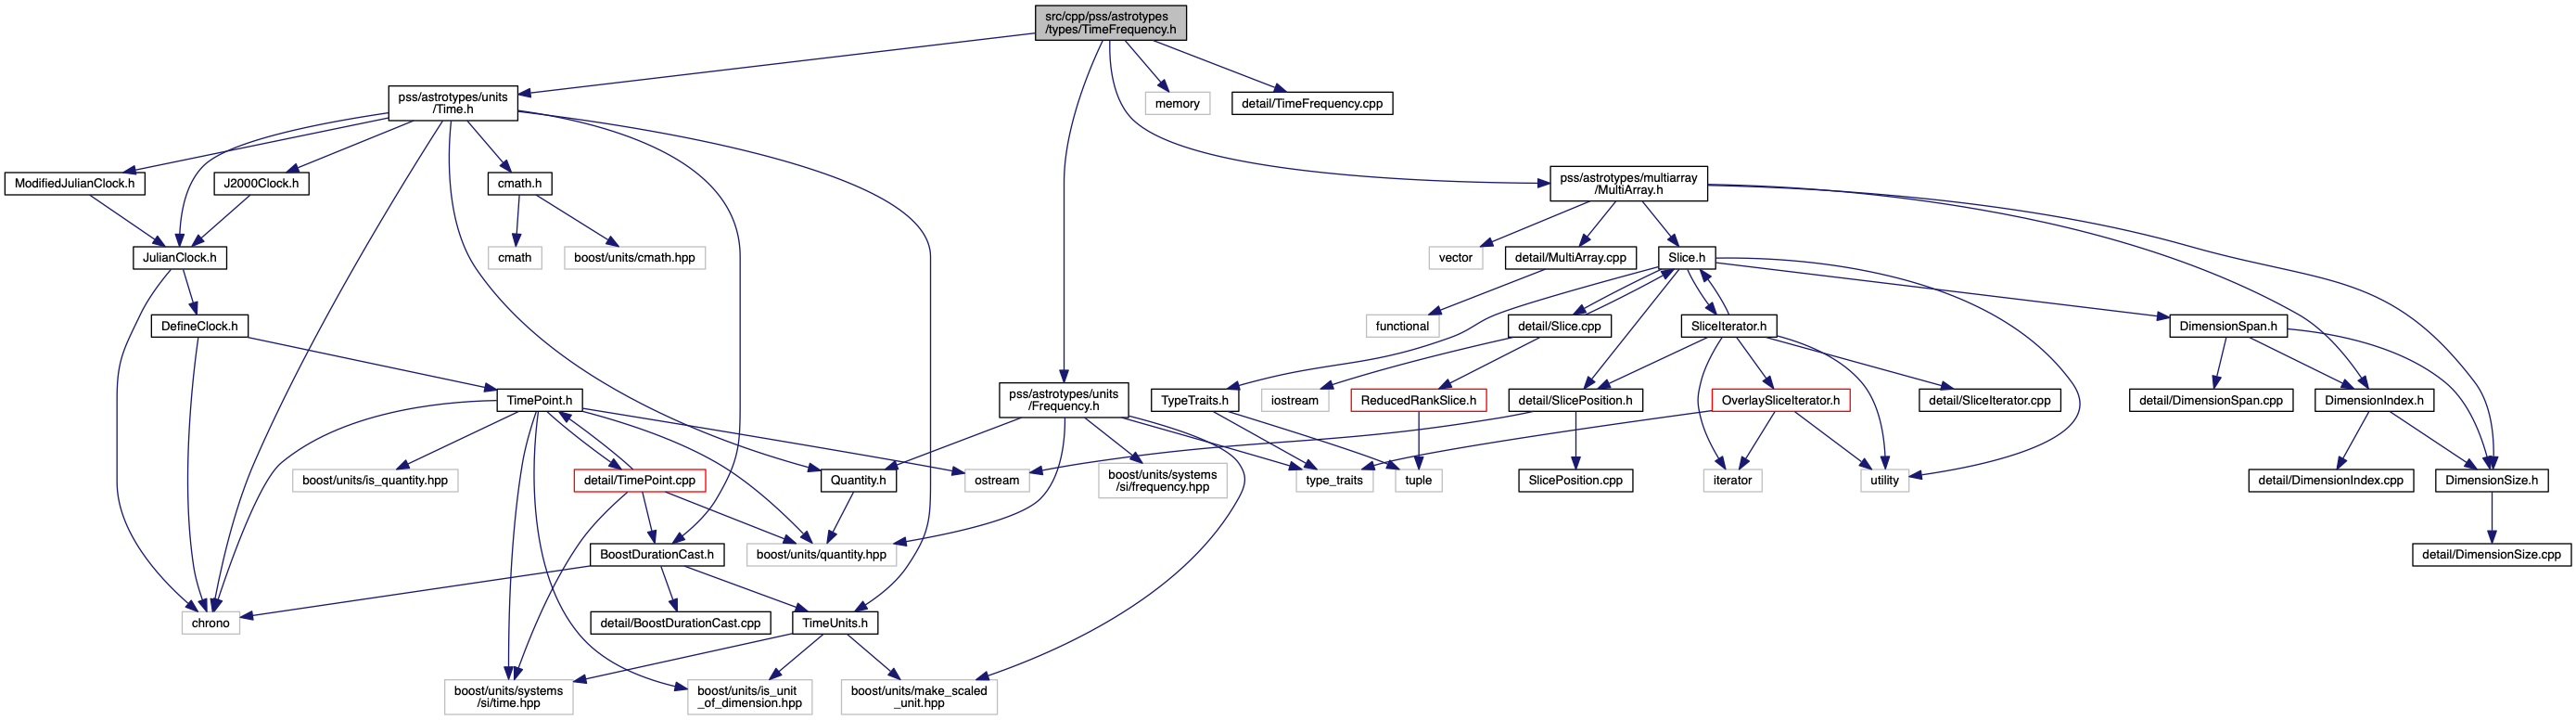 src/cpp/pss/astrotypes
/types/TimeFrequency.h
pss/astrotypes/units
/Time.h
memory
detail/TimeFrequency.cpp
ModifiedJulianClock.h
J2000Clock.h
cmath.h
pss/astrotypes/multiarray
/MultiArray.h
JulianClock.h
cmath
boost/units/cmath.hpp
vector
detail/MultiArray.cpp
Slice.h
DefineClock.h
functional
detail/Slice.cpp
SliceIterator.h
DimensionSpan.h
TimePoint.h
pss/astrotypes/units
/Frequency.h
TypeTraits.h
iostream
ReducedRankSlice.h
detail/SlicePosition.h
OverlaySliceIterator.h
detail/SliceIterator.cpp
detail/DimensionSpan.cpp
DimensionIndex.h
boost/units/is_quantity.hpp
detail/TimePoint.cpp
Quantity.h
ostream
boost/units/systems
/si/frequency.hpp
type_traits
tuple
SlicePosition.cpp
iterator
utility
detail/DimensionIndex.cpp
DimensionSize.h
BoostDurationCast.h
boost/units/quantity.hpp
detail/DimensionSize.cpp
chrono
detail/BoostDurationCast.cpp
TimeUnits.h
boost/units/systems
/si/time.hpp
boost/units/is_unit
_of_dimension.hpp
boost/units/make_scaled
_unit.hpp